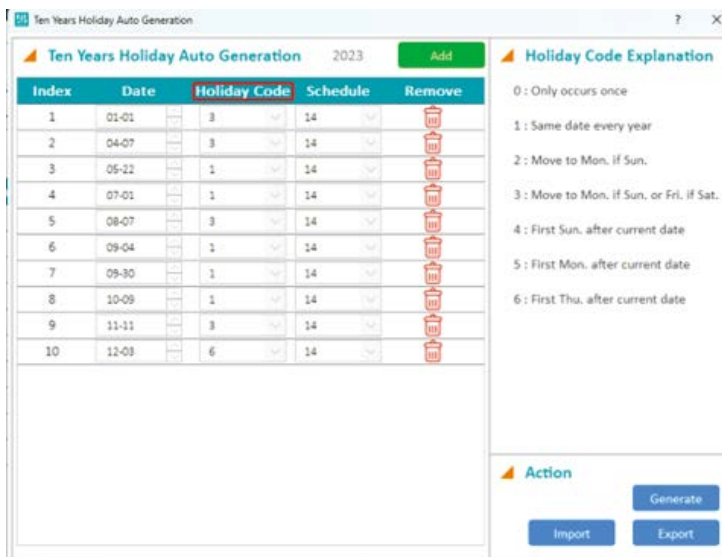 Ten Years Holiday Auto Generation
? ×
Ten Years Holiday Auto Generation 2023 Add
Index Date Holiday Code Schedule Remove
1 01-01 3 14
2 04-07 3 14
3 05-22 1 14
4 07-01 1 14
5 08-07 3 14
6 09-04 1 14
7 09-30 1 14
8 10-09 1 14
9 11-11 3 14
10 12-03 6 14
Holiday Code Explanation
0 : Only occurs once
1 : Same date every year
2 : Move to Mon. if Sun.
3 : Move to Mon. if Sun. or Fri. if Sat.
4 : First Sun. after current date
5 : First Mon. after current date
6 : First Thu. after current date
Action
Generate
Import Export